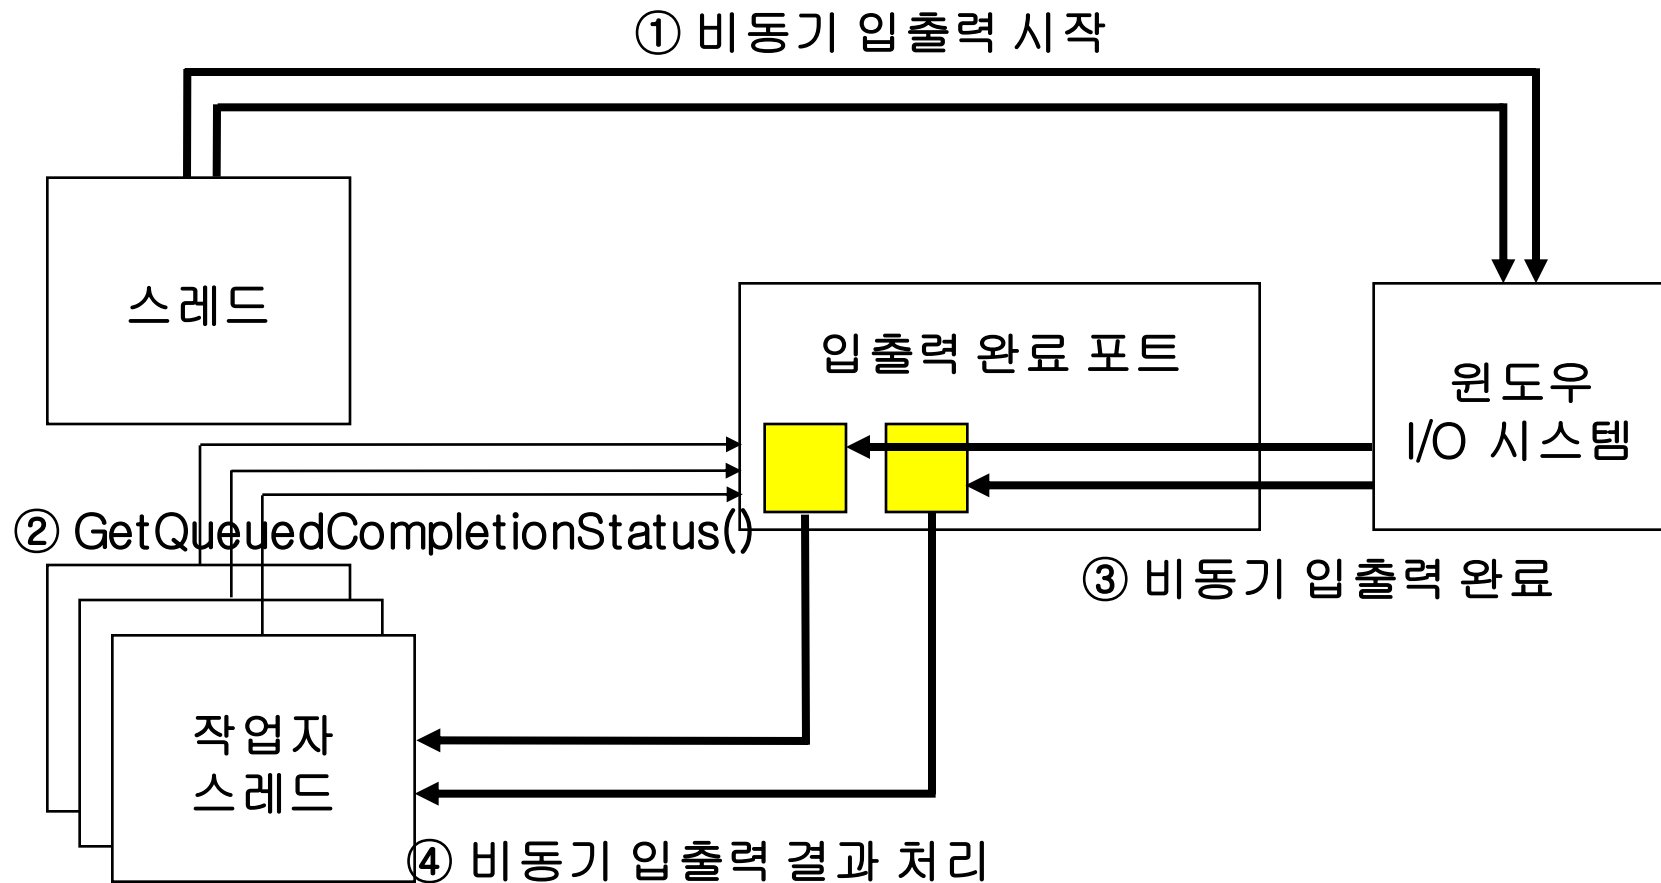 ① 비동기 입출력 시작
스레드
입출력 완료 포트
윈도우
I/O 시스템
② GetQueuedCompletionStatus()
③ 비동기 입출력 완료
작업자
스레드
④ 비동기 입출력 결과 처리